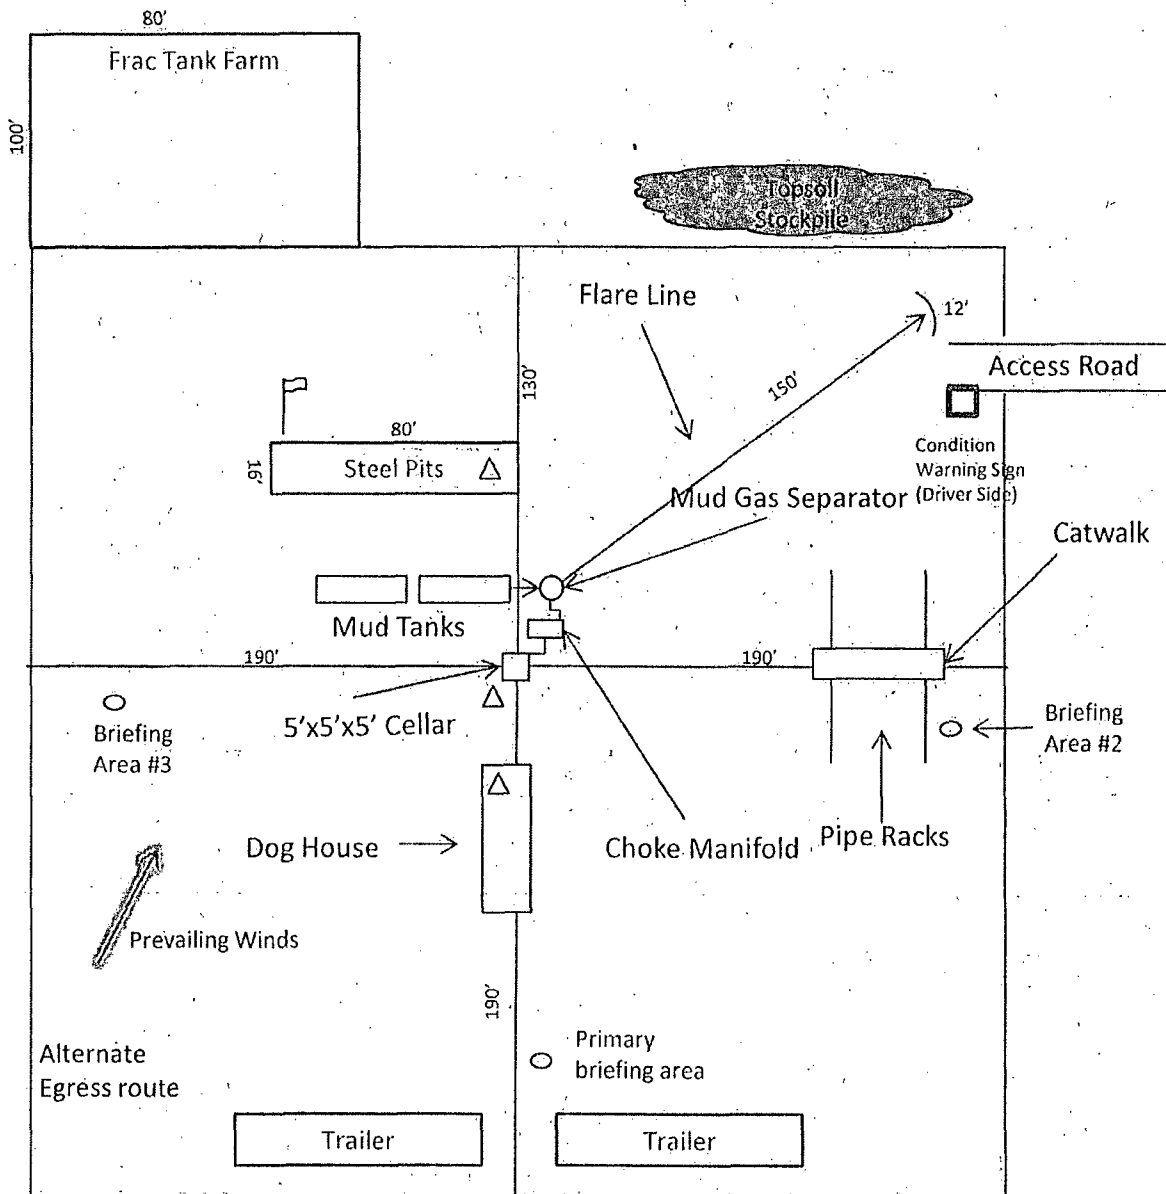 80'
Frac Tank Farm
100'
Topsoil
Stockpile
Flare Line
12'
Access Road
130'
150'
80'
Steel Pits
16'
Condition
Warning Sign
(Driver Side)
Mud Gas Separator
Catwalk
Mud Tanks
190'
190'
5'x5'x5' Cellar
Briefing
Area #3
Briefing
Area #2
Dog House
Choke Manifold
Pipe Racks
Prevailing Winds
190'
Alternate
Egress route
Primary
briefing area
Trailer
Trailer